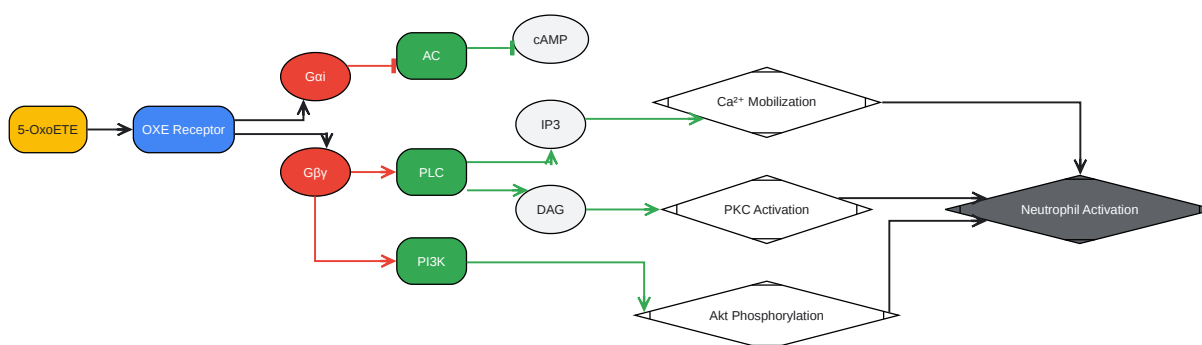 5-OxoETE
OXE Receptor
Gαi
Gβγ
AC
PLC
PI3K
cAMP
IP3
DAG
Ca²⁺ Mobilization
PKC Activation
Akt Phosphorylation
Neutrophil Activation